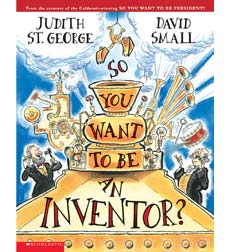 From the creators of the Caldecott-winning SO YOU WANT TO BE PRESIDENT!
JUDITH ST. GEORGE
DAVID SMALL
SO
YOU
WANT
TO BE
AN
INVENTOR?
SCHOLASTIC